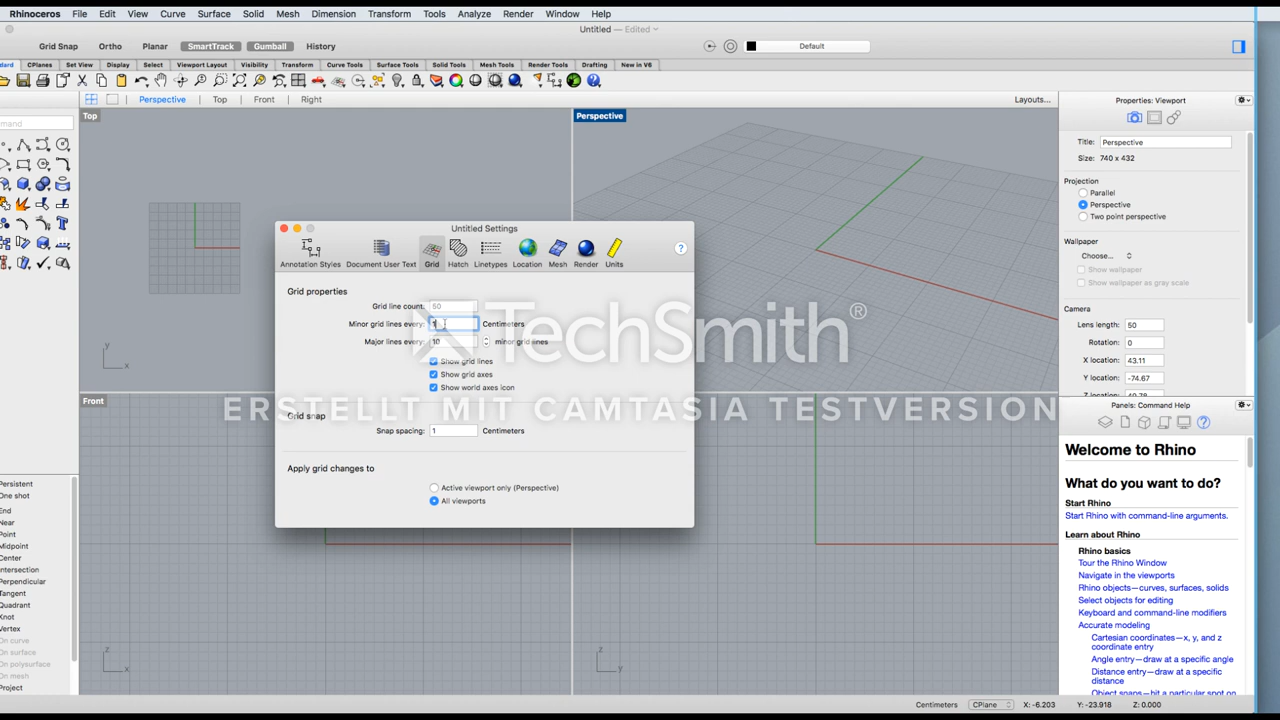 Rhinoceros File Edit View Curve Surface Solid Mesh Dimension Transform Tools Analyze Render Window Help
Untitled — Edited
Grid Snap Ortho Planar SmartTrack Gumball History Default
CPlanes Set View Display Select Viewport Layout Visibility Transform Curve Tools Surface Tools Solid Tools Mesh Tools Render Tools Drafting New in V6
Perspective Top Front Right Layouts...
Top
Perspective
Front
y
x
z
x
z
y
End
Near
Point
Persistent
One shot
Midpoint
Center
Intersection
Perpendicular
Tangent
Quadrant
Knot
Vertex
On curve
On surface
On polysurface
On mesh
Project
Untitled Settings
Annotation Styles Document User Text Grid Hatch Linetypes Location Mesh Render Units
?
Grid properties
Grid line count: 50
Minor grid lines every: Centimeters
Major lines every: 10 minor grid lines
Show grid lines
Show grid axes
Show world axes icon
Grid snap
Snap spacing: 1 Centimeters
Apply grid changes to
Active viewport only (Perspective)
All viewports
TechSmith®
ERSTELLT MIT CAMTASIA TESTVERSION
Properties: Viewport
Title: Perspective
Size: 740 x 432
Projection
Parallel
Perspective
Two point perspective
Wallpaper
Choose...
Show wallpaper
Show wallpaper as gray scale
Camera
Lens length: 50
Rotation: 0
X location: 43.11
Y location: -74.67
Panels: Command Help
Welcome to Rhino
What do you want to do?
Start Rhino
Start Rhino with command-line arguments.
Learn about Rhino
Rhino basics
Tour the Rhino Window
Navigate in the viewports
Rhino objects—curves, surfaces, solids
Select objects for editing
Keyboard and command-line modifiers
Accurate modeling
Cartesian coordinates—x, y, and z
coordinate entry
Angle entry—draw at a specific angle
Distance entry—draw at a specific
distance
Object snaps—hit a particular spot on
Centimeters CPlane X: -6.203 Y: -23.918 Z: 0.000